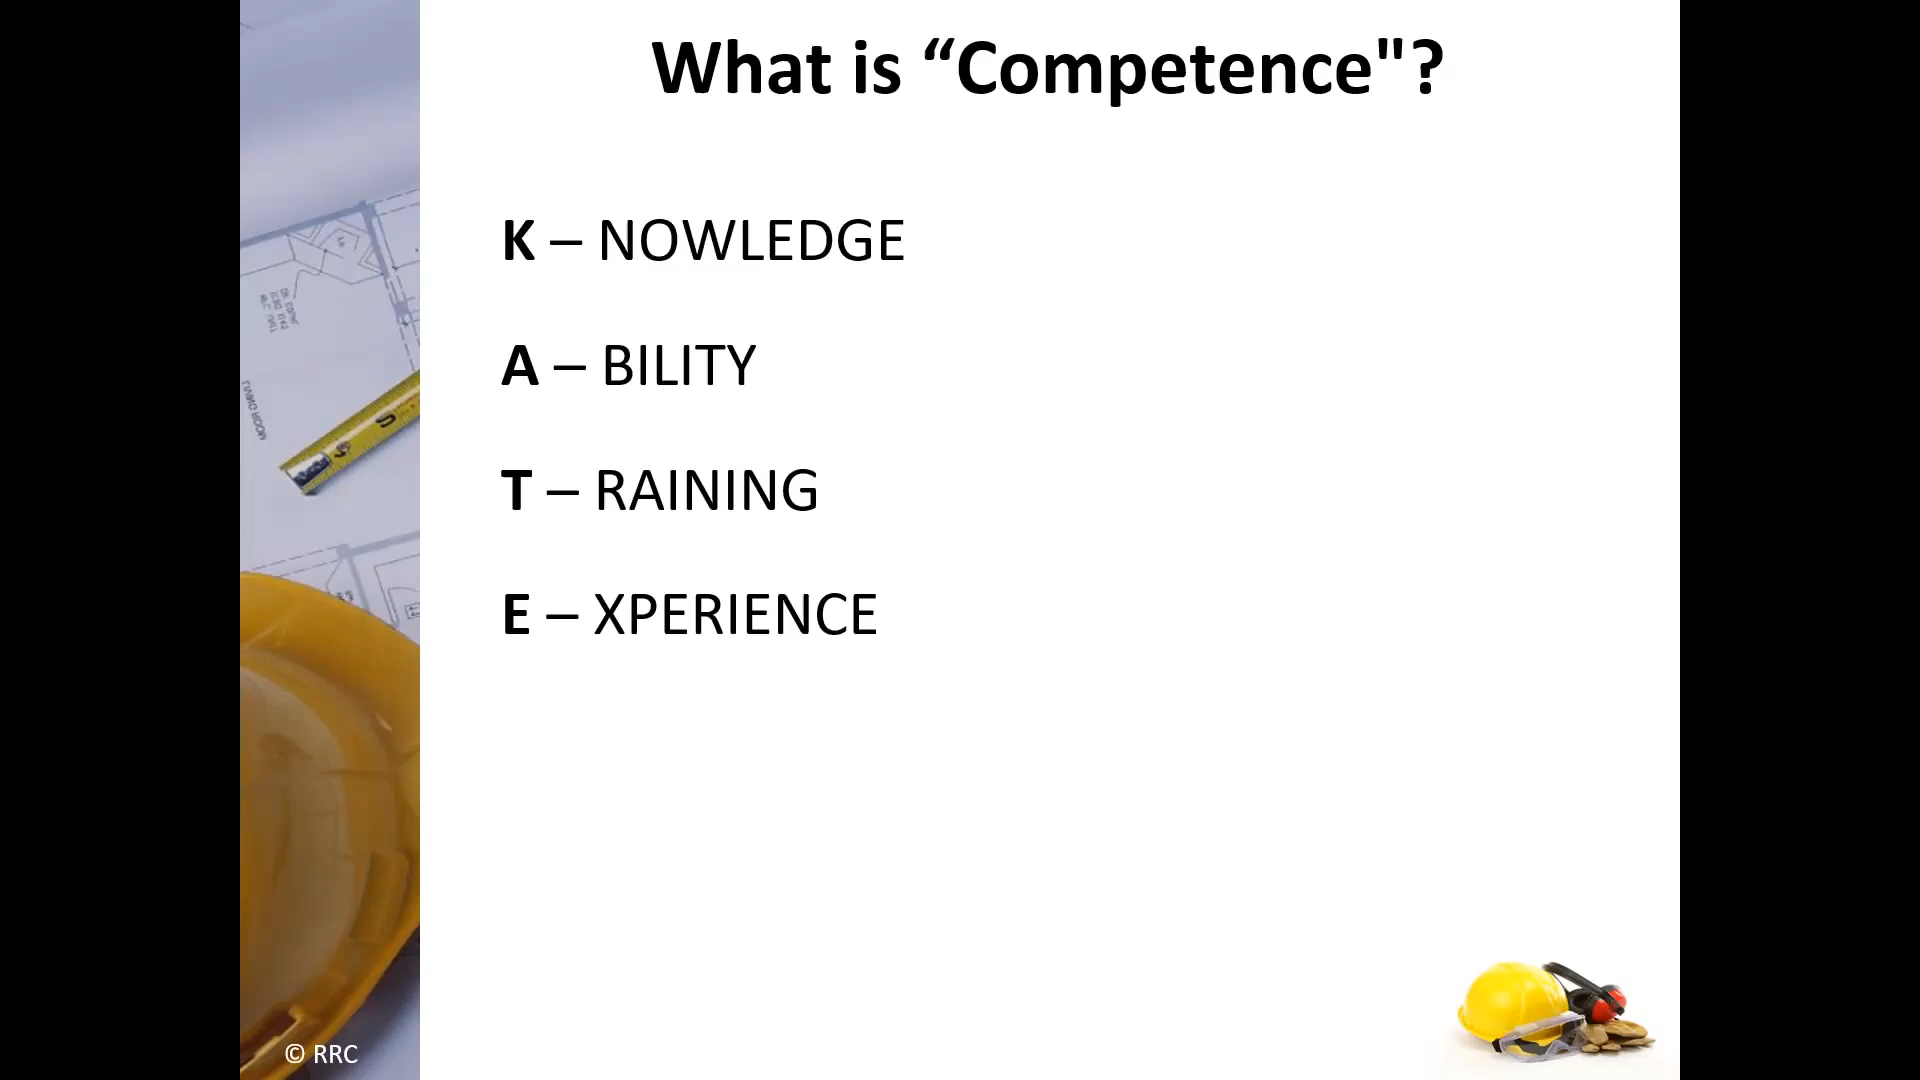 What is “Competence"?
K – NOWLEDGE
A – BILITY
T – RAINING
E – XPERIENCE
© RRC